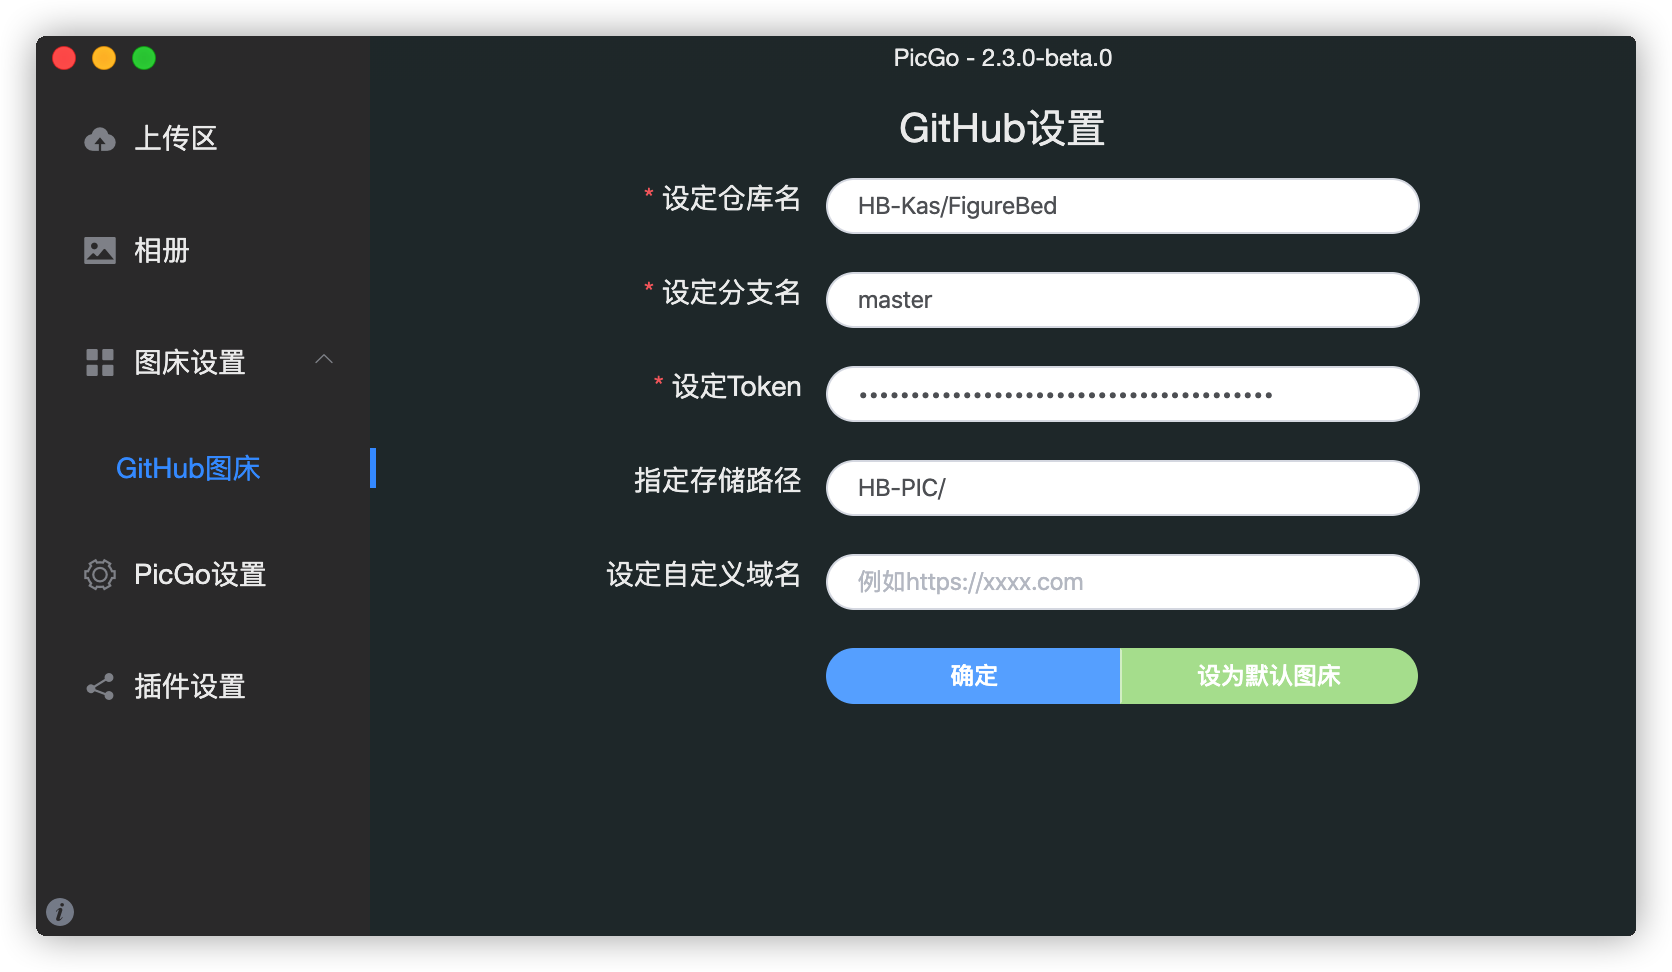 PicGo - 2.3.0-beta.0
上传区
相册
图床设置
GitHub图床
PicGo设置
插件设置
GitHub设置
* 设定仓库名
HB-Kas/FigureBed
* 设定分支名
master
* 设定Token
••••••••••••••••••••••••••••••••••••••••
指定存储路径
HB-PIC/
设定自定义域名
例如https://xxxx.com
确定
设为默认图床